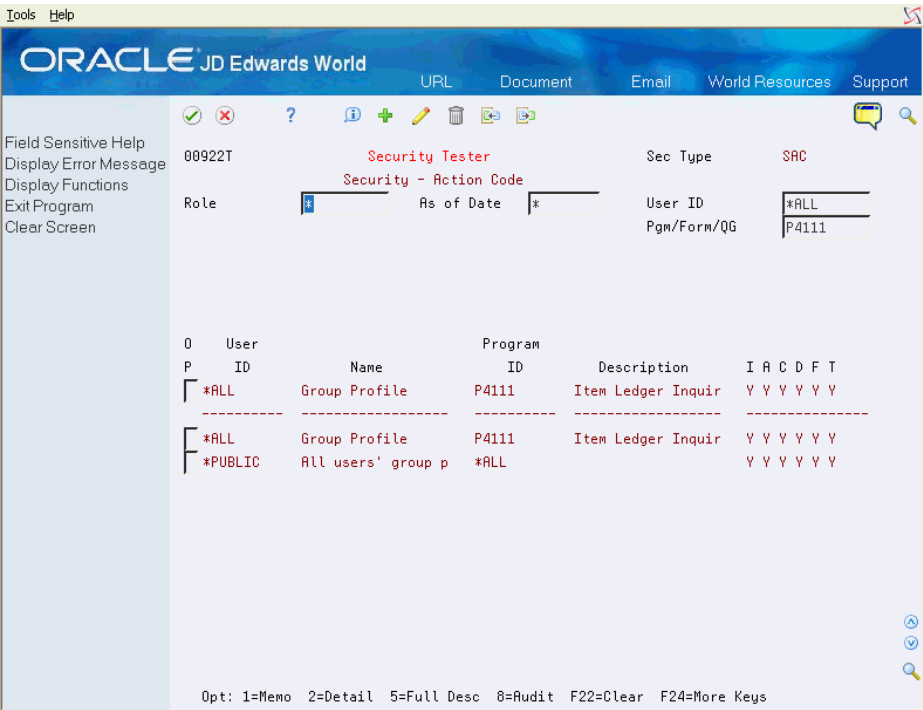 Tools Help
ORACLE JD Edwards World
URL Document Email World Resources Support
Field Sensitive Help
Display Error Message
Display Functions
Exit Program
Clear Screen
00922T Security Tester Sec Type SAC
Security - Action Code
Role * As of Date * User ID *ALL
Pgm/Form/QG P4111
O User Program
P ID Name ID Description I A C D F T
*ALL Group Profile P4111 Item Ledger Inquir Y Y Y Y Y Y
---------- ------------------ ---------- ------------------ ---------------
*ALL Group Profile P4111 Item Ledger Inquir Y Y Y Y Y Y
*PUBLIC All users' group p *ALL Y Y Y Y Y Y
Opt: 1=Memo 2=Detail 5=Full Desc 8=Audit F22=Clear F24=More Keys